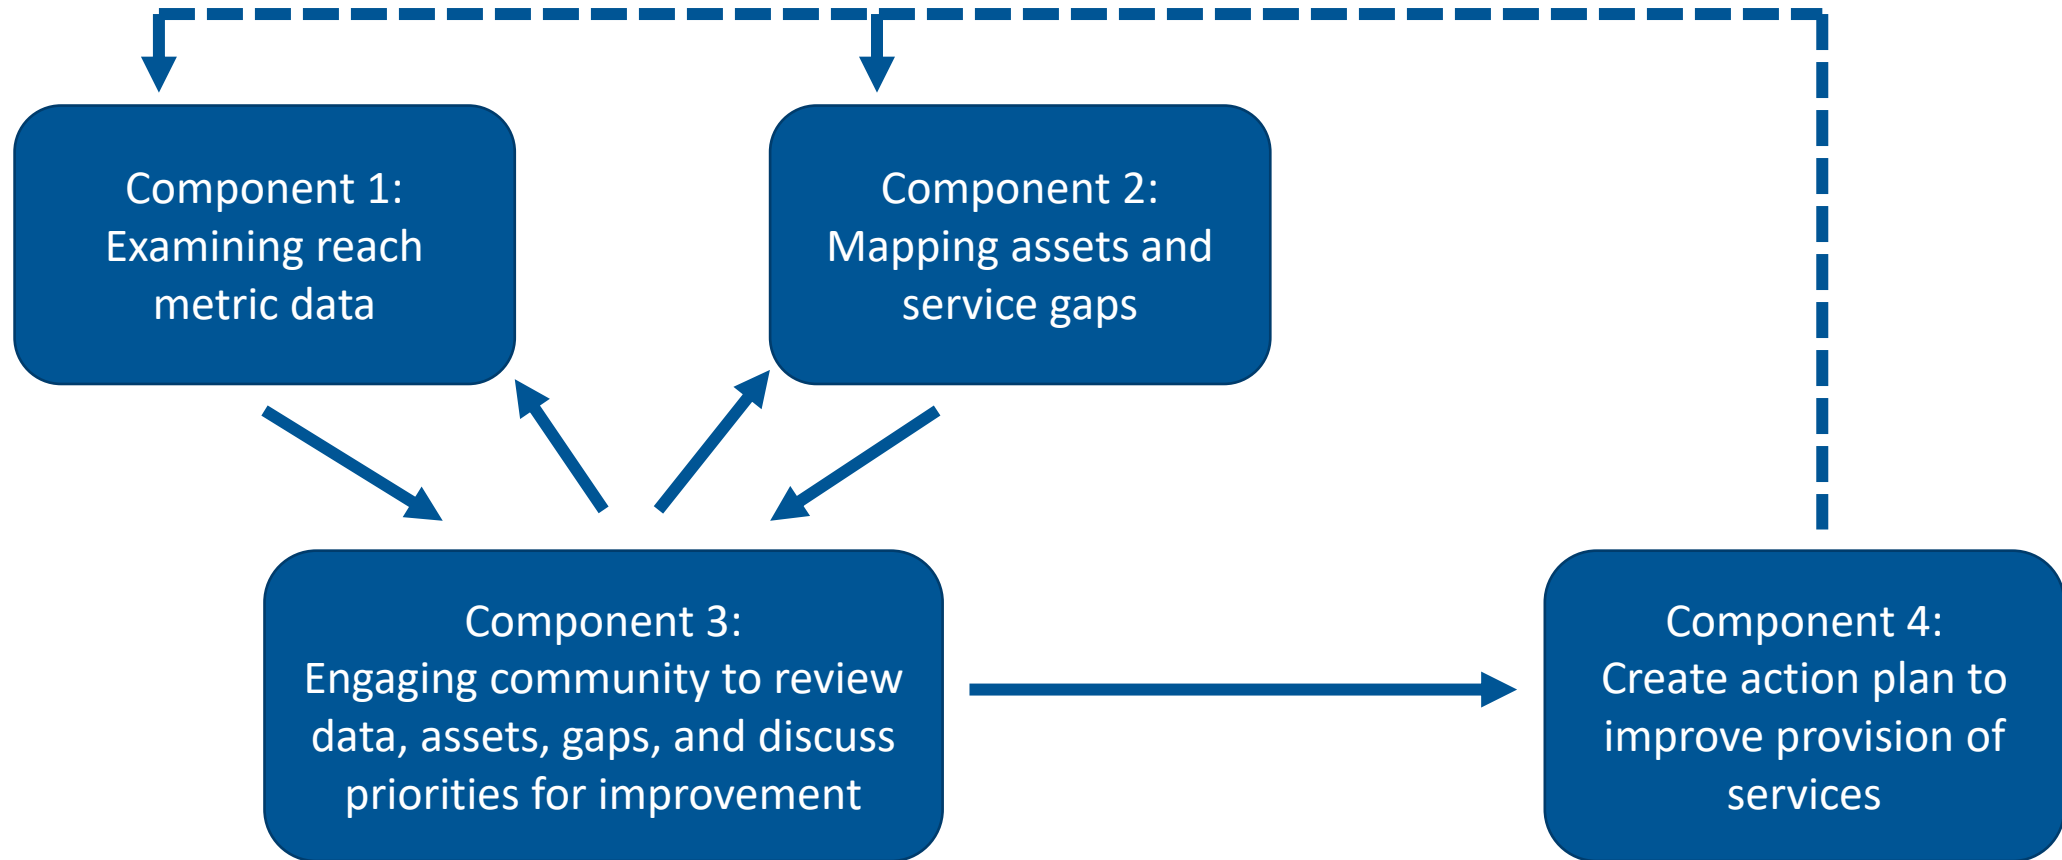 Component 1:
Examining reach
metric data
Component 2:
Mapping assets and
service gaps
Component 3:
Engaging community to review
data, assets, gaps, and discuss
priorities for improvement
Component 4:
Create action plan to
improve provision of
services